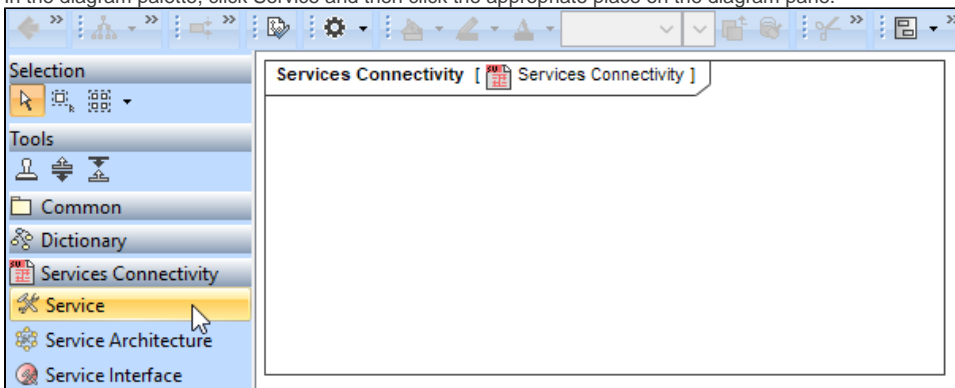 In the diagram palette, click Service and then click the appropriate place on the diagram pane.
Selection
Services Connectivity [ Services Connectivity ]
Tools
Common
Dictionary
Services Connectivity
Service
Service Architecture
Service Interface